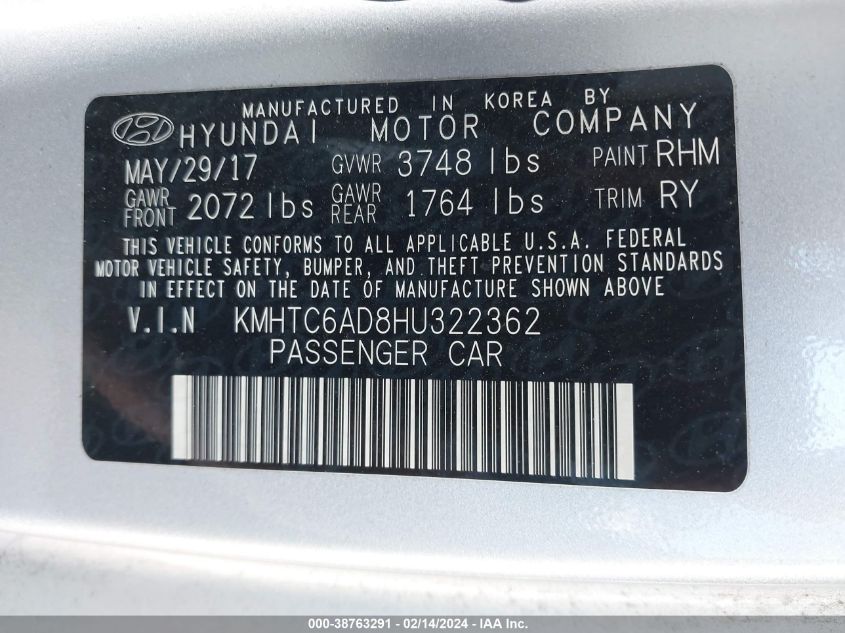 MANUFACTURED IN KOREA BY
HYUNDAI MOTOR COMPANY
MAY/29/17 GVWR 3748 lbs PAINT RHM
GAWR FRONT 2072 lbs GAWR REAR 1764 lbs TRIM RY
THIS VEHICLE CONFORMS TO ALL APPLICABLE U.S.A. FEDERAL
MOTOR VEHICLE SAFETY, BUMPER, AND THEFT PREVENTION STANDARDS
IN EFFECT ON THE DATE OF MANUFACTURE SHOWN ABOVE
V.I.N KMHTC6AD8HU322362
PASSENGER CAR
000-38763291 - 02/14/2024 - IAA Inc.